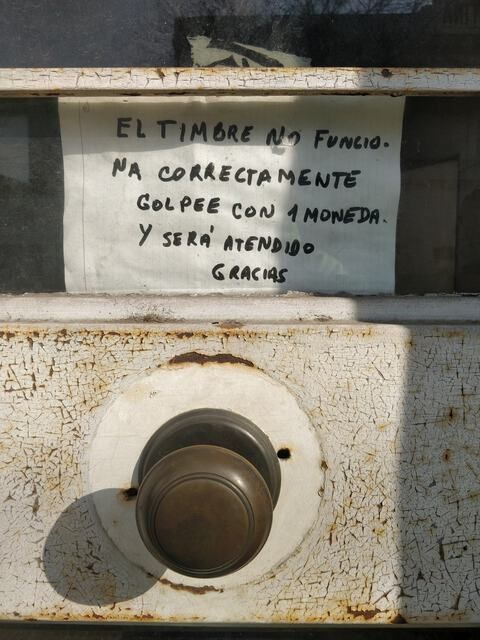 EL TIMBRE NO FUNCIO.
NA CORRECTAMENTE
GOLPEE CON 1 MONEDA.
Y SERÁ ATENDIDO
GRACIAS